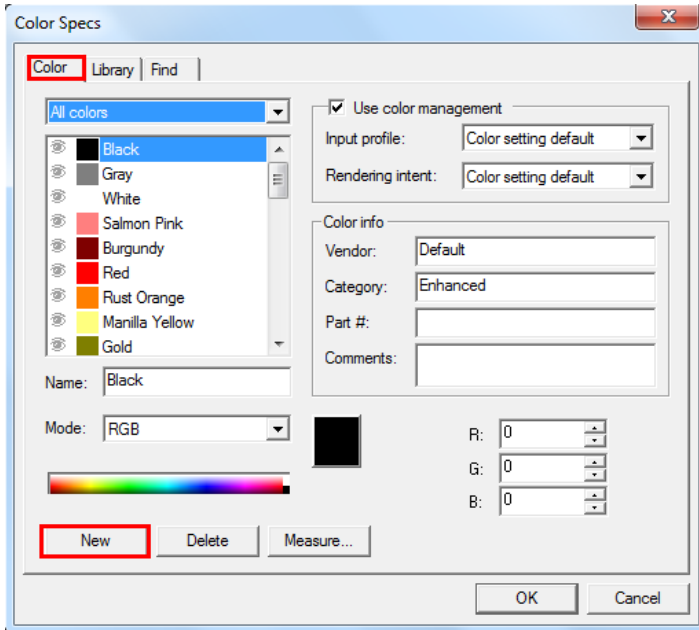 Color Specs
Color Library Find
All colors
Black
Gray
White
Salmon Pink
Burgundy
Red
Rust Orange
Manilla Yellow
Gold
Name: Black
Mode: RGB
Use color management
Input profile: Color setting default
Rendering intent: Color setting default
Color info
Vendor: Default
Category: Enhanced
Part #:
Comments:
R: 0
G: 0
B: 0
New Delete Measure...
OK Cancel